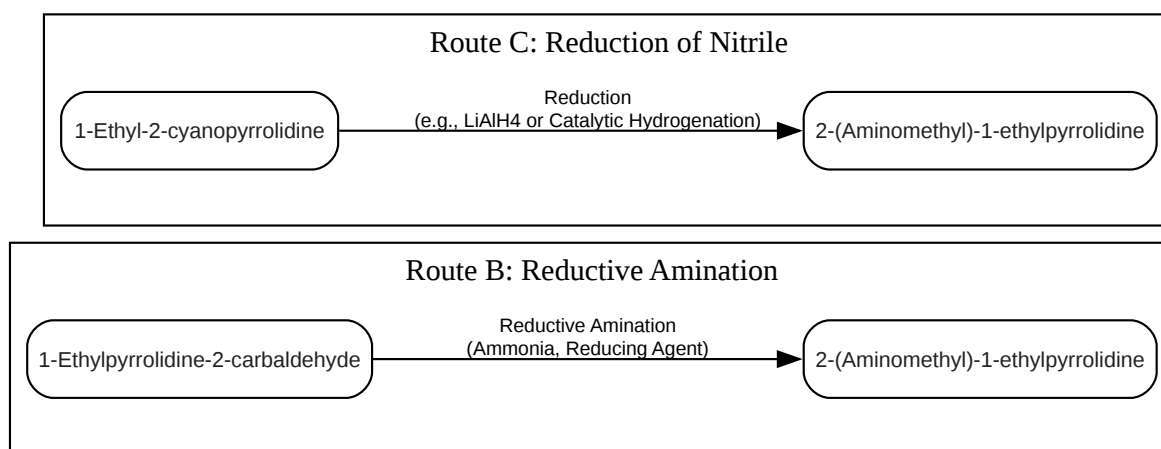 Route C: Reduction of Nitrile
Reduction
(e.g., LiAlH4 or Catalytic Hydrogenation)
1-Ethyl-2-cyanopyrrolidine
2-(Aminomethyl)-1-ethylpyrrolidine
Route B: Reductive Amination
Reductive Amination
(Ammonia, Reducing Agent)
1-Ethylpyrrolidine-2-carbaldehyde
2-(Aminomethyl)-1-ethylpyrrolidine